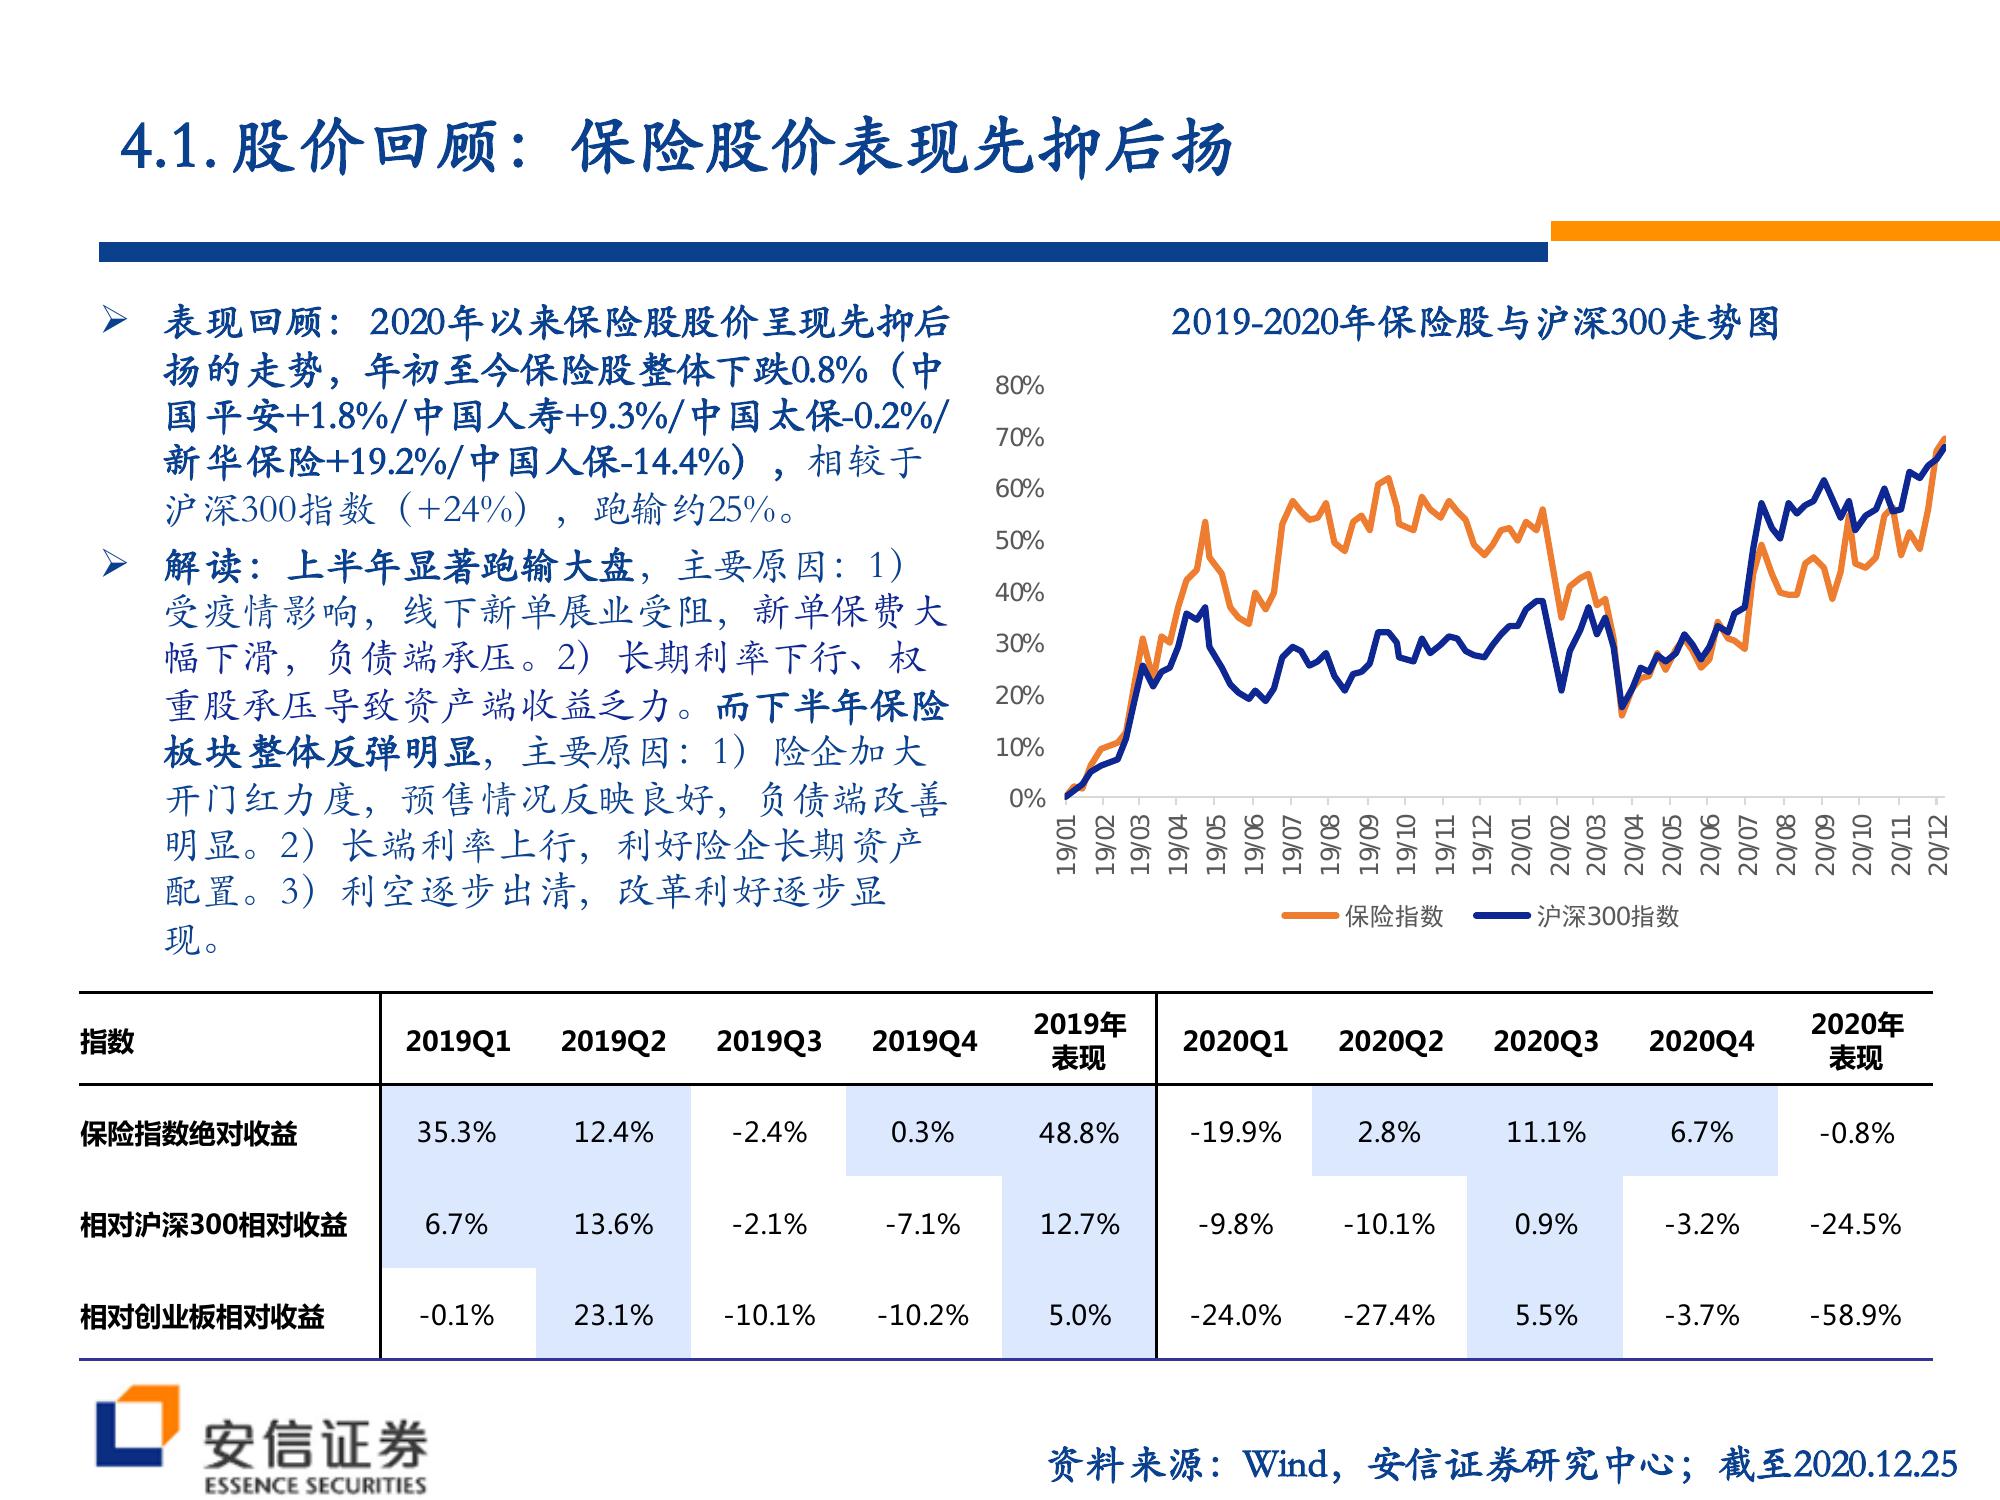 4.1.股价回顾：保险股价表现先抑后扬
➢ 表现回顾：2020年以来保险股股价呈现先抑后
扬的走势，年初至今保险股整体下跌0.8%（中
国平安+1.8%/中国人寿+9.3%/中国太保-0.2%/
新华保险+19.2%/中国人保-14.4%），相较于
沪深300指数（+24%），跑输约25%。
➢ 解读：上半年显著跑输大盘，主要原因：1）
受疫情影响，线下新单展业受阻，新单保费大
幅下滑，负债端承压。2）长期利率下行、权
重股承压导致资产端收益乏力。而下半年保险
板块整体反弹明显，主要原因：1）险企加大
开门红力度，预售情况反映良好，负债端改善
明显。2）长端利率上行，利好险企长期资产
配置。3）利空逐步出清，改革利好逐步显
现。
2019-2020年保险股与沪深300走势图
80%
70%
60%
50%
40%
30%
20%
10%
0%
19/01 19/02 19/03 19/04 19/05 19/06 19/07 19/08 19/09 19/10 19/11 19/12 20/01 20/02 20/03 20/04 20/05 20/06 20/07 20/08 20/09 20/10 20/11 20/12
保险指数 沪深300指数
指数 2019Q1 2019Q2 2019Q3 2019Q4 2019年 2020Q1 2020Q2 2020Q3 2020Q4 2020年
表现 表现
保险指数绝对收益 35.3% 12.4% -2.4% 0.3% 48.8% -19.9% 2.8% 11.1% 6.7% -0.8%
相对沪深300相对收益 6.7% 13.6% -2.1% -7.1% 12.7% -9.8% -10.1% 0.9% -3.2% -24.5%
相对创业板相对收益 -0.1% 23.1% -10.1% -10.2% 5.0% -24.0% -27.4% 5.5% -3.7% -58.9%
安信证券
ESSENCE SECURITIES
资料来源：Wind，安信证券研究中心；截至2020.12.25